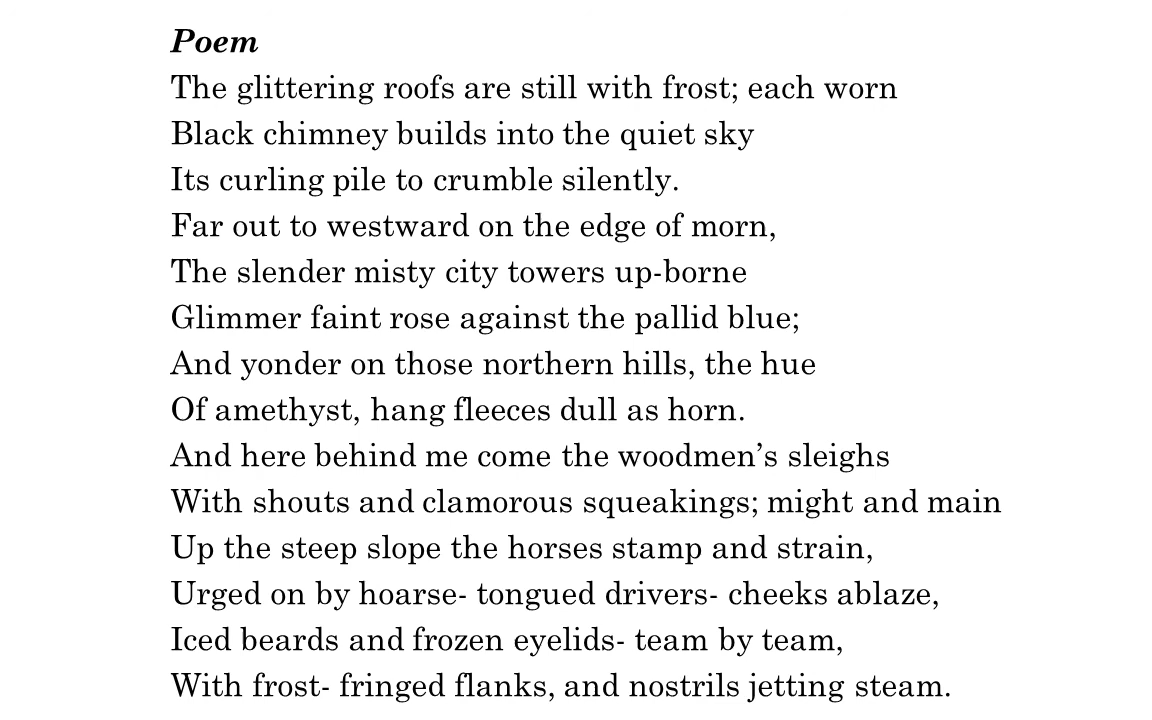 Poem
The glittering roofs are still with frost; each worn
Black chimney builds into the quiet sky
Its curling pile to crumble silently.
Far out to westward on the edge of morn,
The slender misty city towers up-borne
Glimmer faint rose against the pallid blue;
And yonder on those northern hills, the hue
Of amethyst, hang fleeces dull as horn.
And here behind me come the woodmen’s sleighs
With shouts and clamorous squeakings; might and main
Up the steep slope the horses stamp and strain,
Urged on by hoarse- tongued drivers- cheeks ablaze,
Iced beards and frozen eyelids- team by team,
With frost- fringed flanks, and nostrils jetting steam.